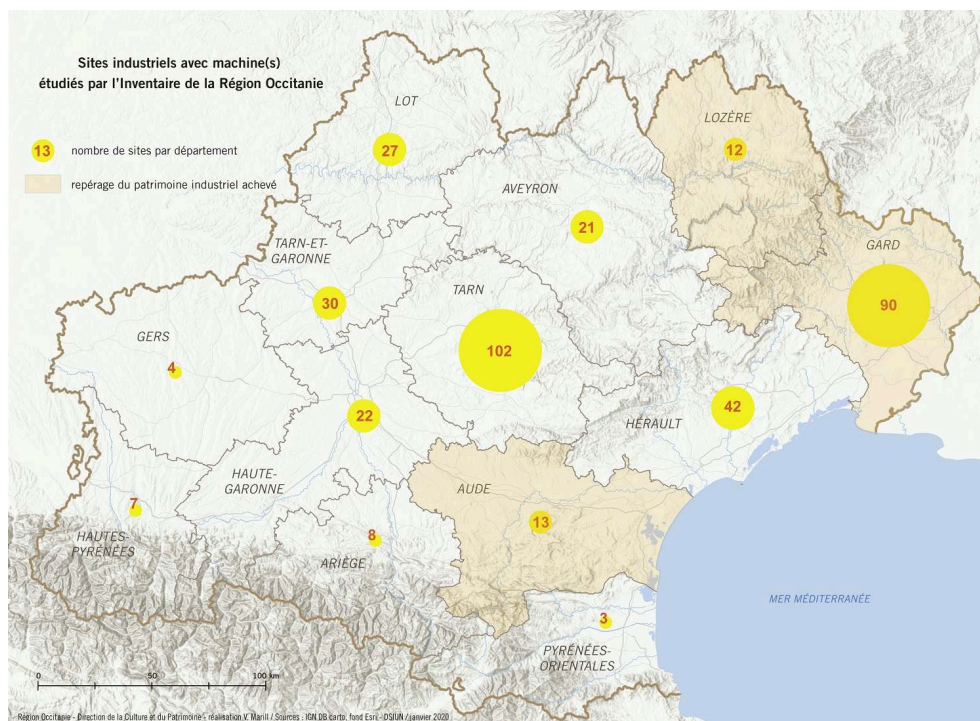 Sites industriels avec machine(s)
étudiés par l'Inventaire de la Région Occitanie
13 nombre de sites par département
repérage du patrimoine industriel achevé
LOT
27
LOZÈRE
12
AVEYRON
21
GARD
90
TARN-ET-
GARONNE
30
TARN
102
GERS
4
22
HÉRAULT
42
HAUTE-
GARONNE
AUDE
13
7
HAUTES-
PYRÉNÉES
8
ARIÈGE
MER MÉDITERRANÉE
3
PYRÉNÉES-
ORIENTALES
0 50 100 km
Région Occitanie - Direction de la Culture et du Patrimoine - réalisation V. Marill / Sources : IGN DB carto, fond Esri - DSIUN / janvier 2020